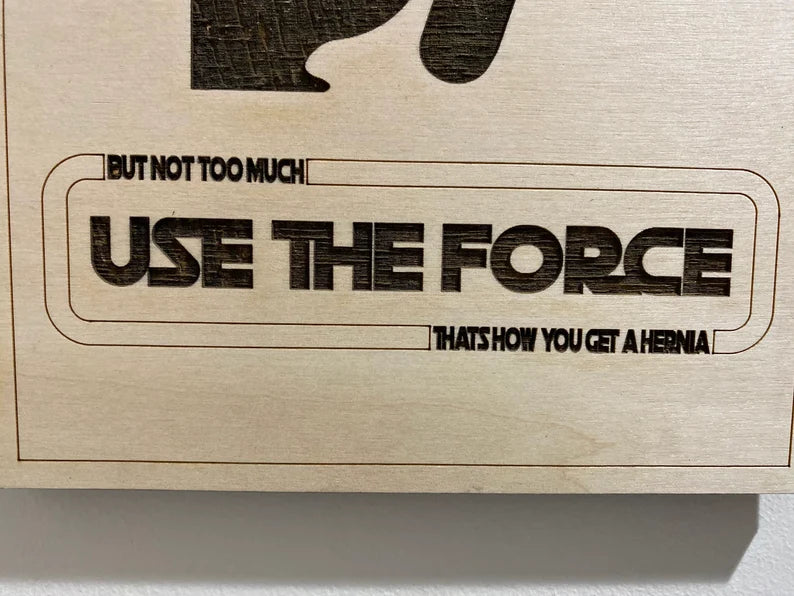 BUT NOT TOO MUCH
USE THE FORCE
THATS HOW YOU GET A HERNIA